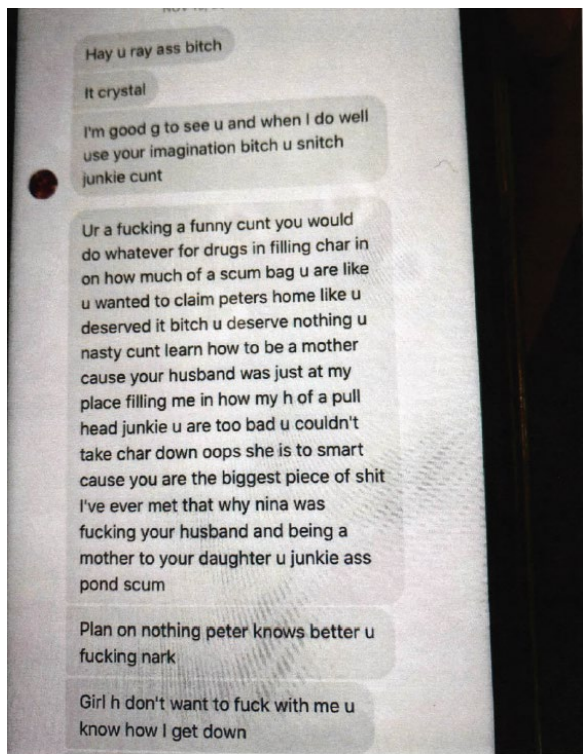 Hay u ray ass bitch
It crystal
I'm good g to see u and when I do well
use your imagination bitch u snitch
junkie cunt
Ur a fucking a funny cunt you would
do whatever for drugs in filling char in
on how much of a scum bag u are like
u wanted to claim peters home like u
deserved it bitch u deserve nothing u
nasty cunt learn how to be a mother
cause your husband was just at my
place filling me in how my h of a pull
head junkie u are too bad u couldn't
take char down oops she is to smart
cause you are the biggest piece of shit
I've ever met that why nina was
fucking your husband and being a
mother to your daughter u junkie ass
pond scum
Plan on nothing peter knows better u
fucking nark
Girl h don't want to fuck with me u
know how I get down